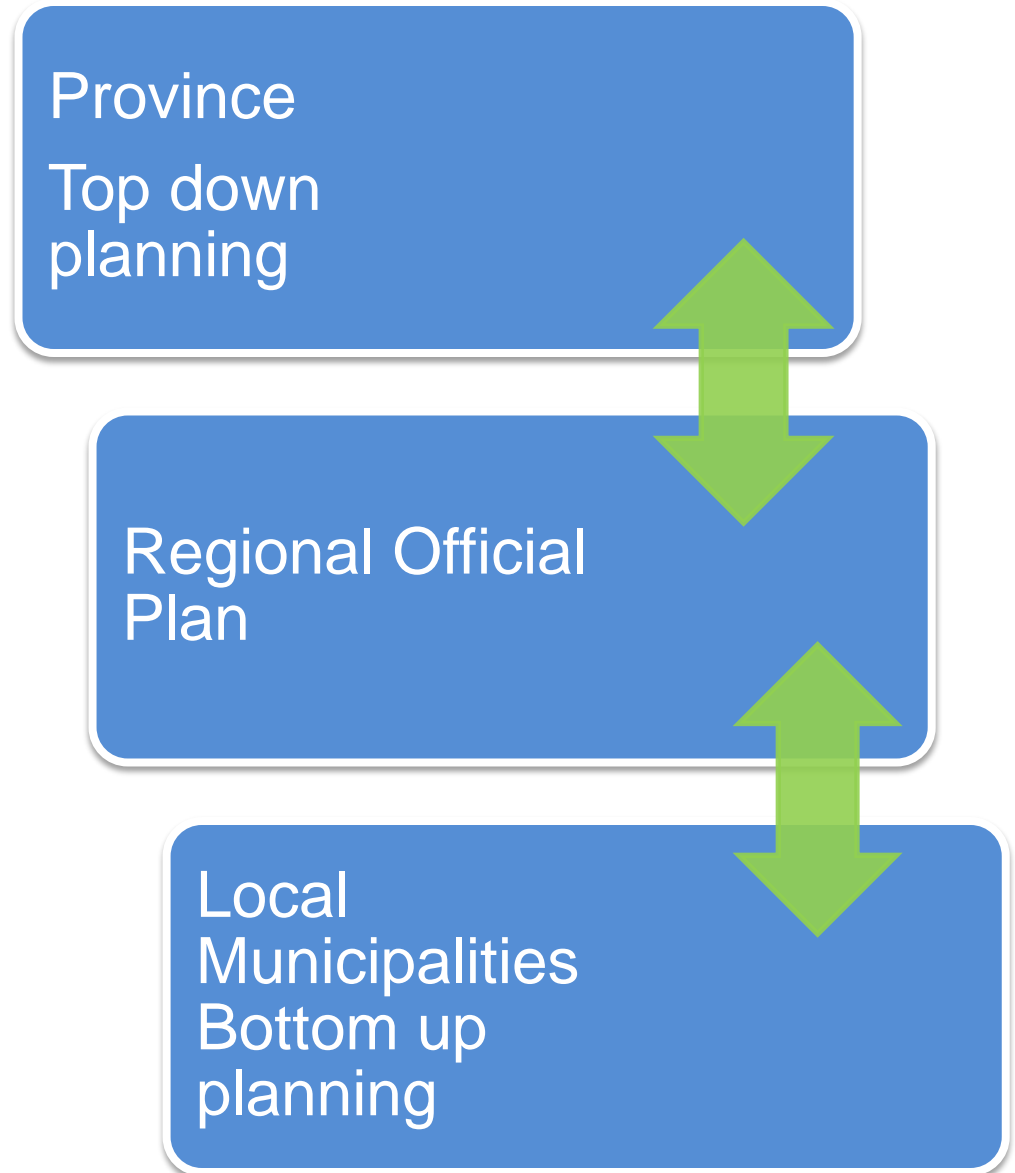 Province
Top down
planning
Regional Official
Plan
Local
Municipalities
Bottom up
planning